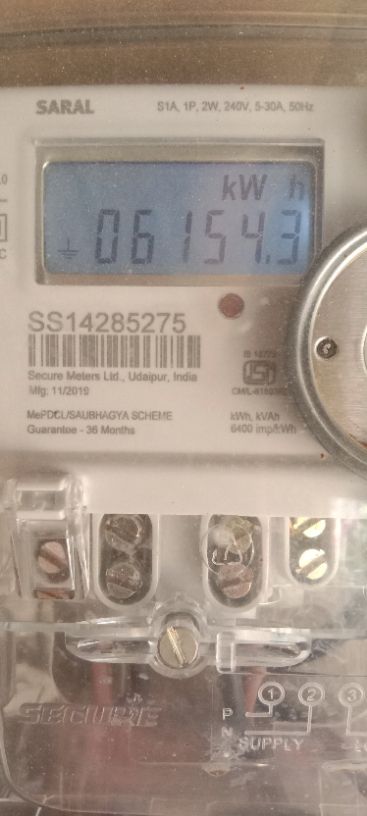 SARAL S1A, 1P, 2W, 240V, 5-30A, 50Hz
kW h
06154.3
SS14285275
Secure Meters Ltd., Udaipur, India
Mfg: 11/2019
MePDCL/SAUBHAGYA SCHEME
Guarantee - 36 Months
kWh, kVAh
6400 imp/kWh
SECURE
1 2 3
P
N
SUPPLY